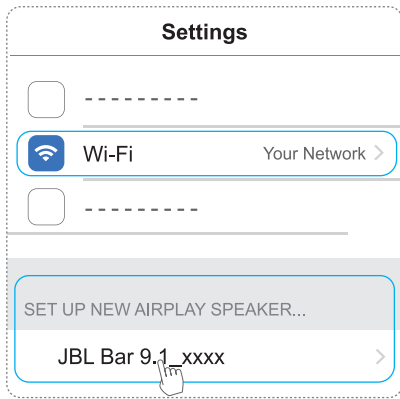 Settings
- - - - - - - - -
Wi-Fi Your Network >
- - - - - - - - -
SET UP NEW AIRPLAY SPEAKER...
JBL Bar 9.1_xxxx >